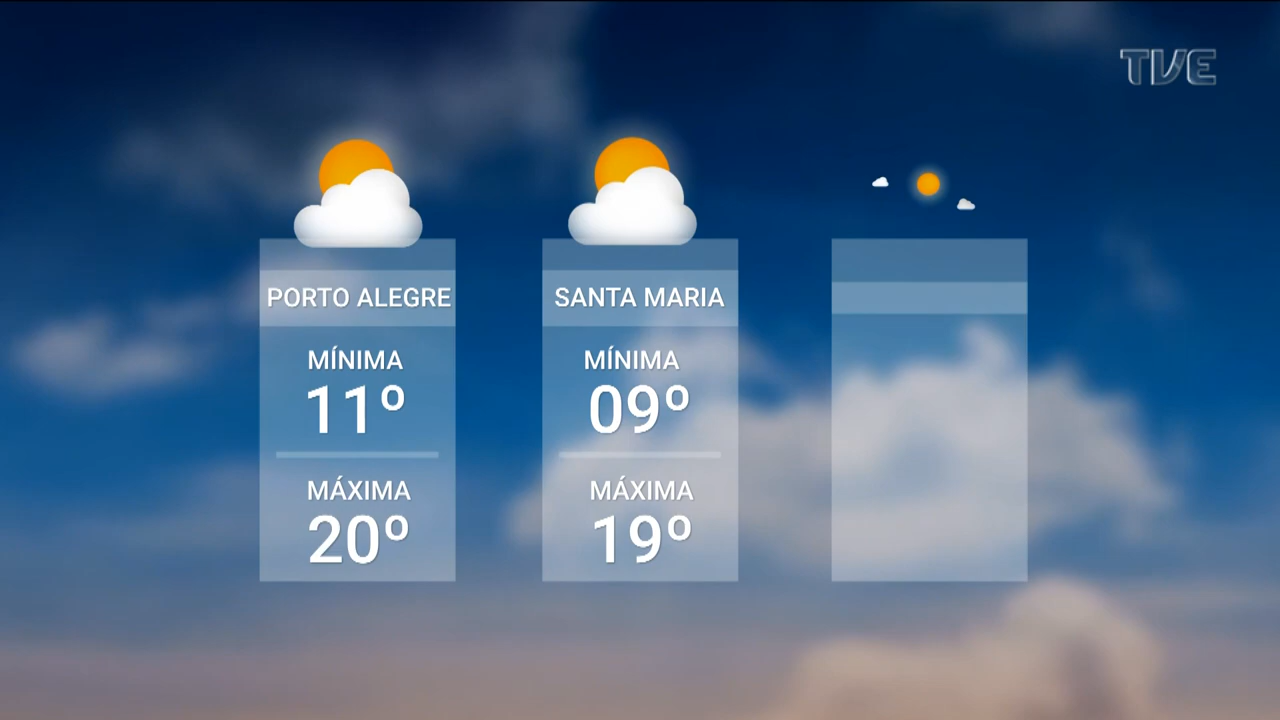 TVE
PORTO ALEGRE
MÍNIMA
11º
MÁXIMA
20º
SANTA MARIA
MÍNIMA
09º
MÁXIMA
19º